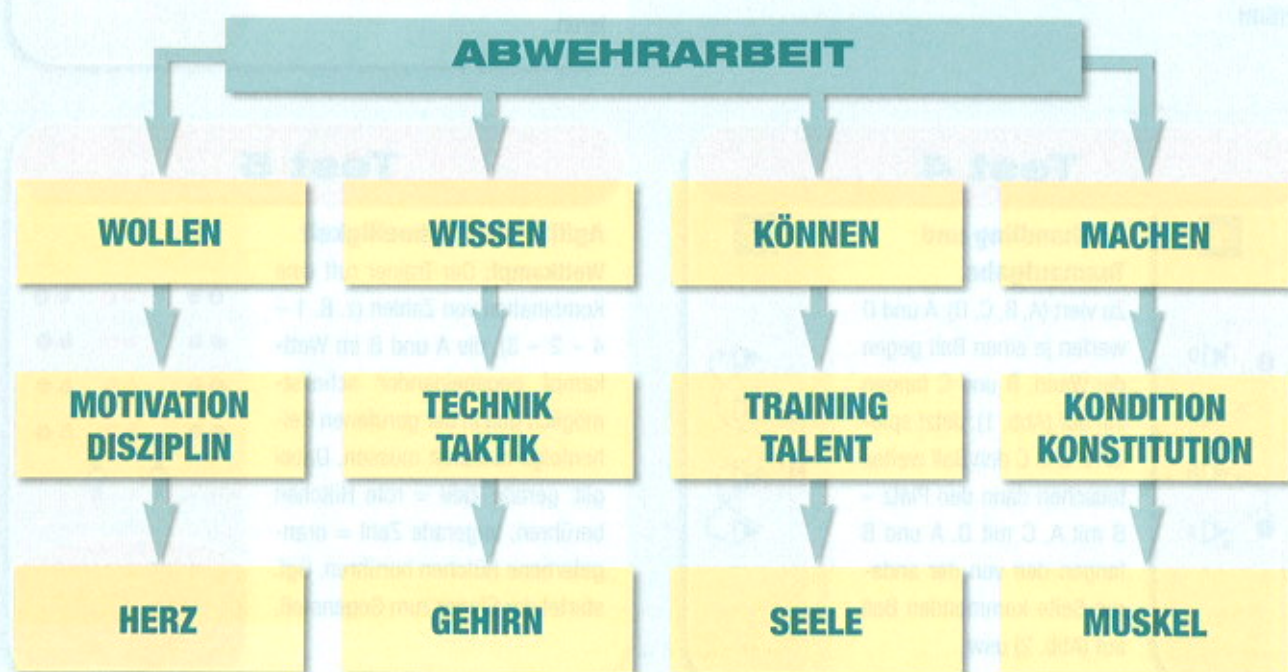 ABWEHRARBEIT
WOLLEN
WISSEN
KÖNNEN
MACHEN
MOTIVATION
DISZIPLIN
TECHNIK
TAKTIK
TRAINING
TALENT
KONDITION
KONSTITUTION
HERZ
GEHIRN
SEELE
MUSKEL